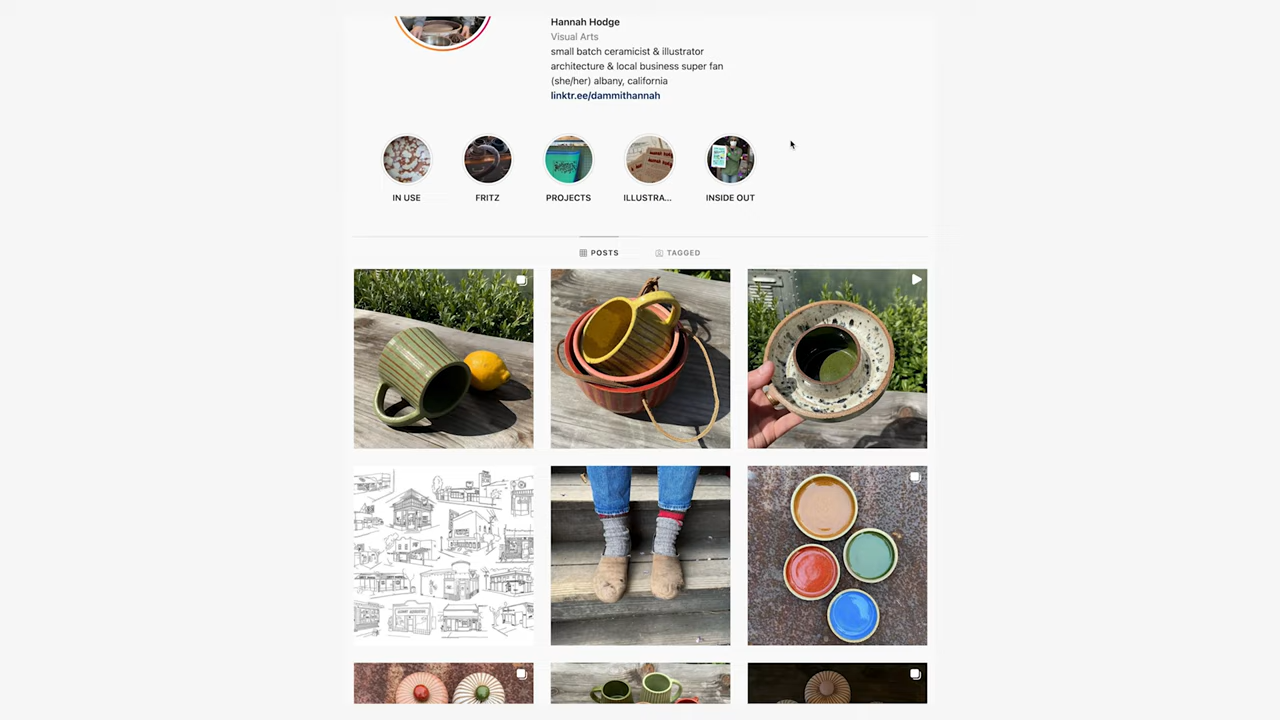 Hannah Hodge
Visual Arts
small batch ceramicist & illustrator
architecture & local business super fan
(she/her) albany, california
linktr.ee/dammithannah
IN USE
FRITZ
PROJECTS
ILLUSTRA...
INSIDE OUT
POSTS
TAGGED